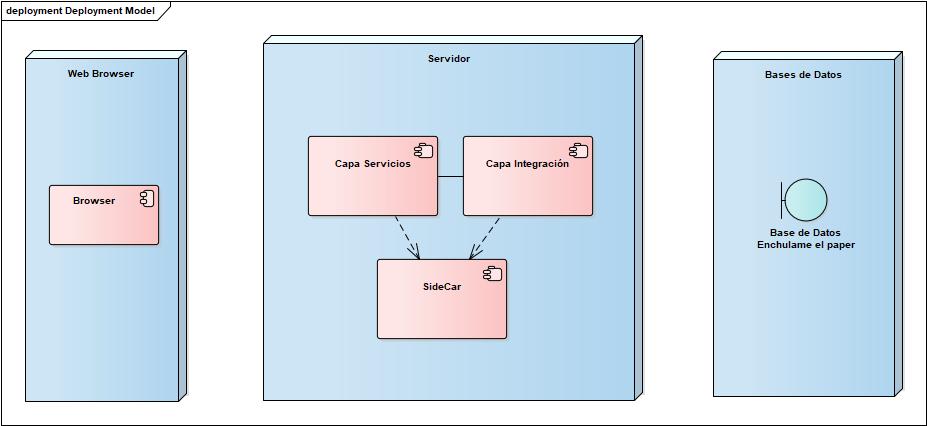 deployment Deployment Model
Web Browser
Browser
Servidor
Capa Servicios
Capa Integración
SideCar
Bases de Datos
Base de Datos
Enchulame el paper